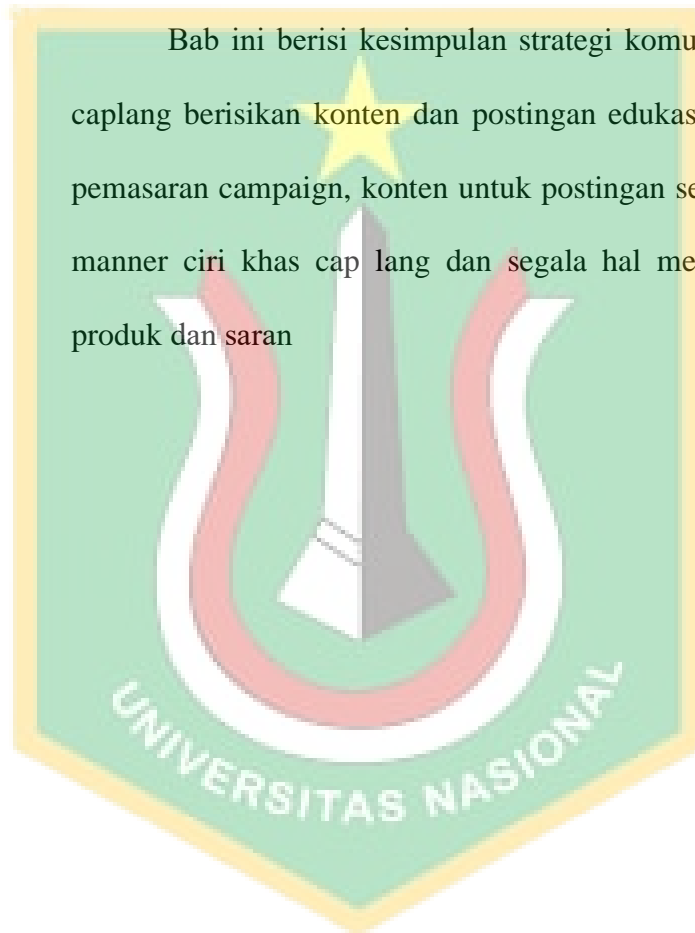 Bab ini berisi kesimpulan strategi komu
caplang berisikan konten dan postingan edukas
pemasaran campaign, konten untuk postingan se
manner ciri khas cap lang dan segala hal me
produk dan saran
UNIVERSITAS NASIONAL